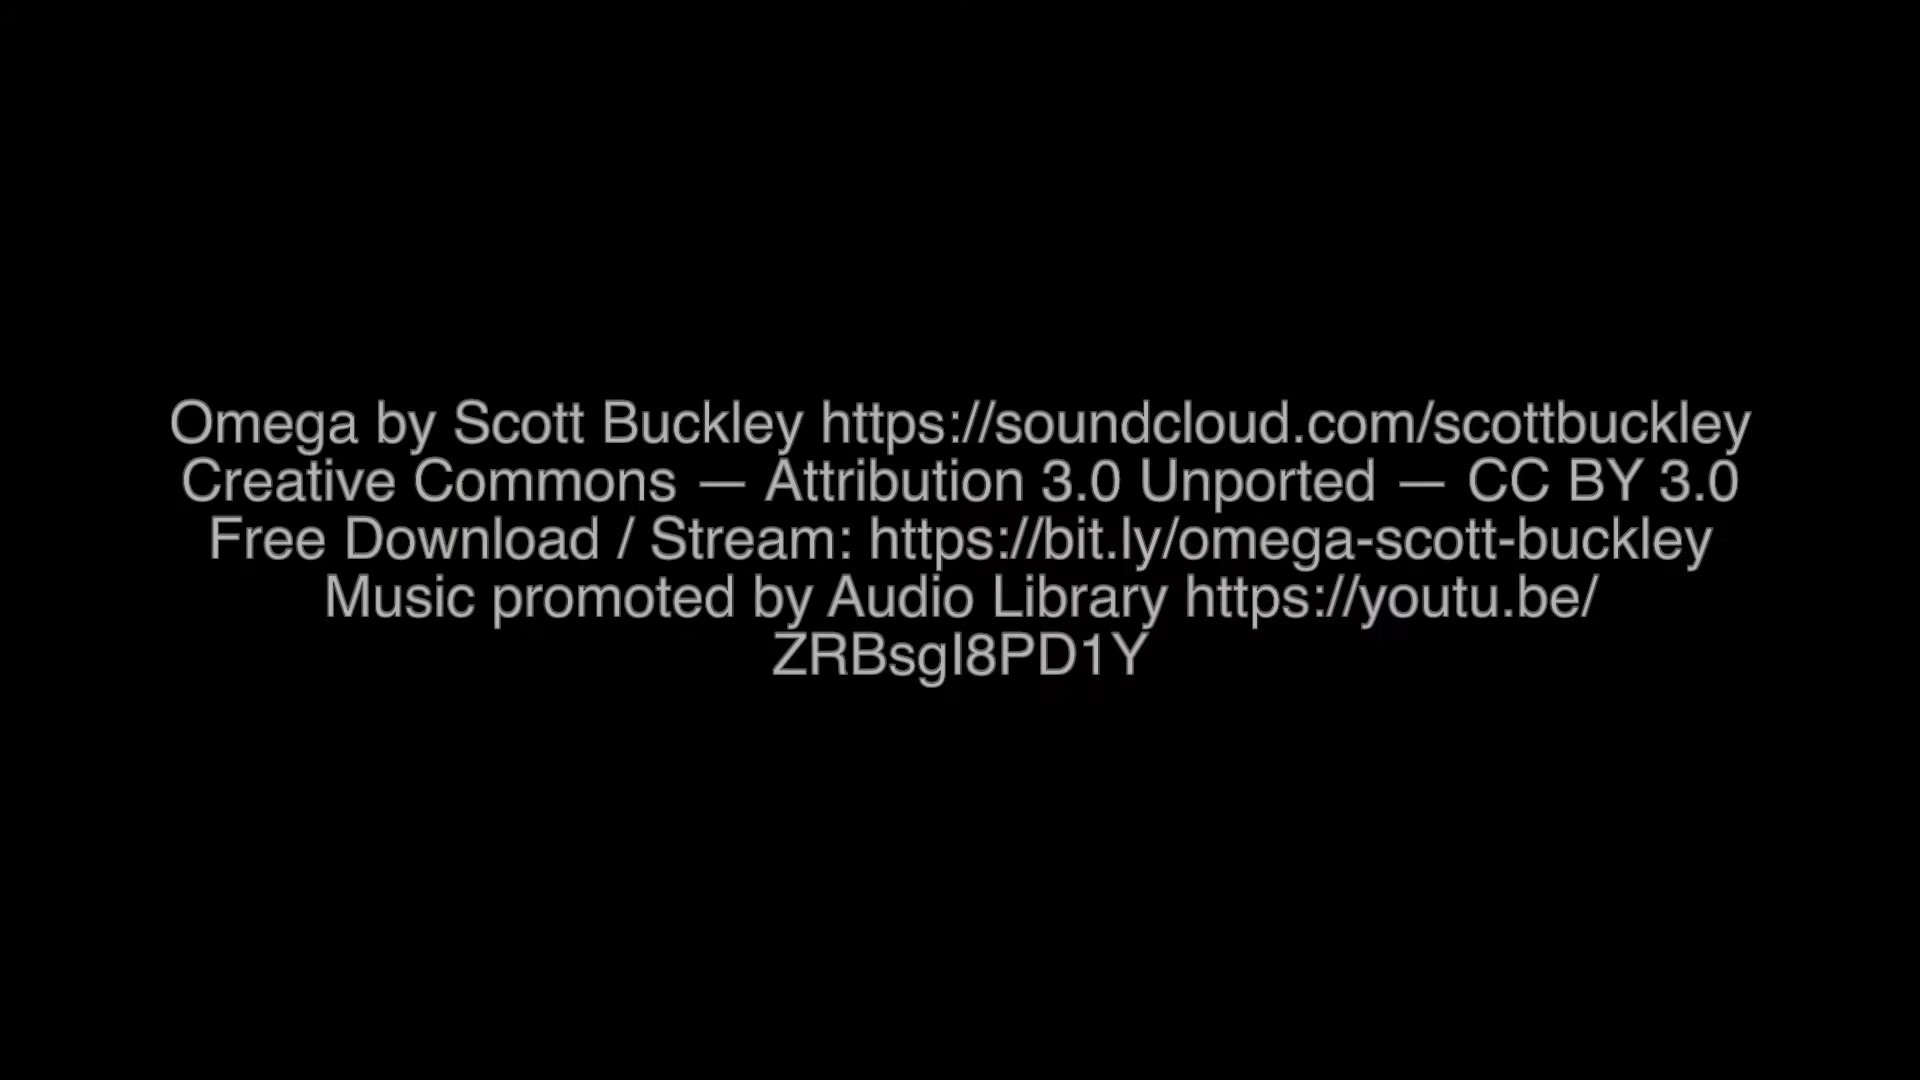 Omega by Scott Buckley https://soundcloud.com/scottbuckley
Creative Commons — Attribution 3.0 Unported — CC BY 3.0
Free Download / Stream: https://bit.ly/omega-scott-buckley
Music promoted by Audio Library https://youtu.be/
ZRBsgI8PD1Y